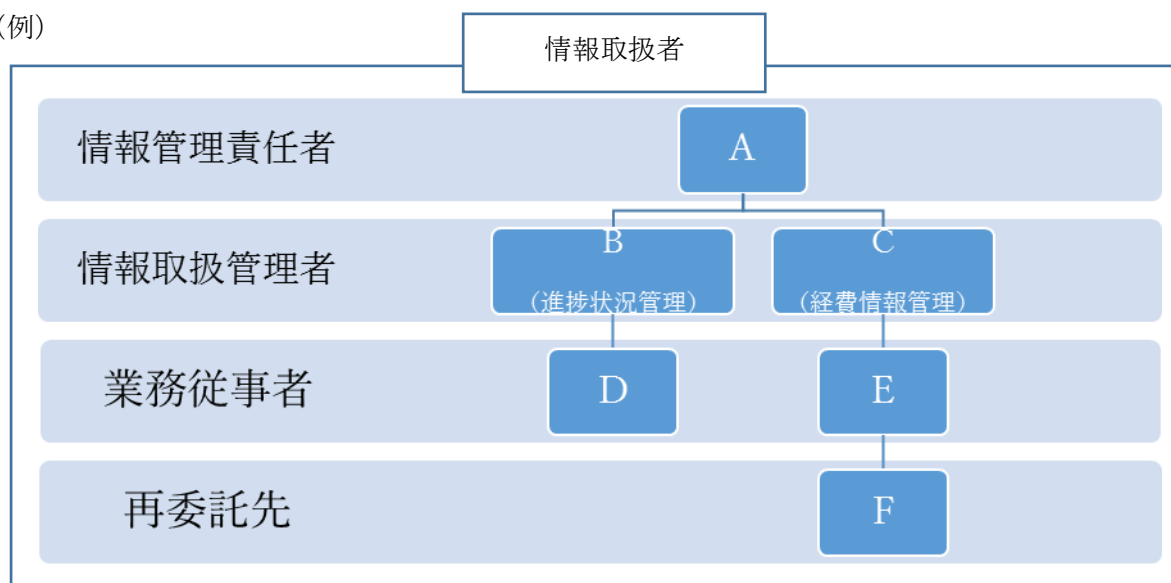 (例)
情報取扱者
情報管理責任者
A
情報取扱管理者
B
(進捗状況管理)
C
(経費情報管理)
業務従事者
D
E
再委託先
F